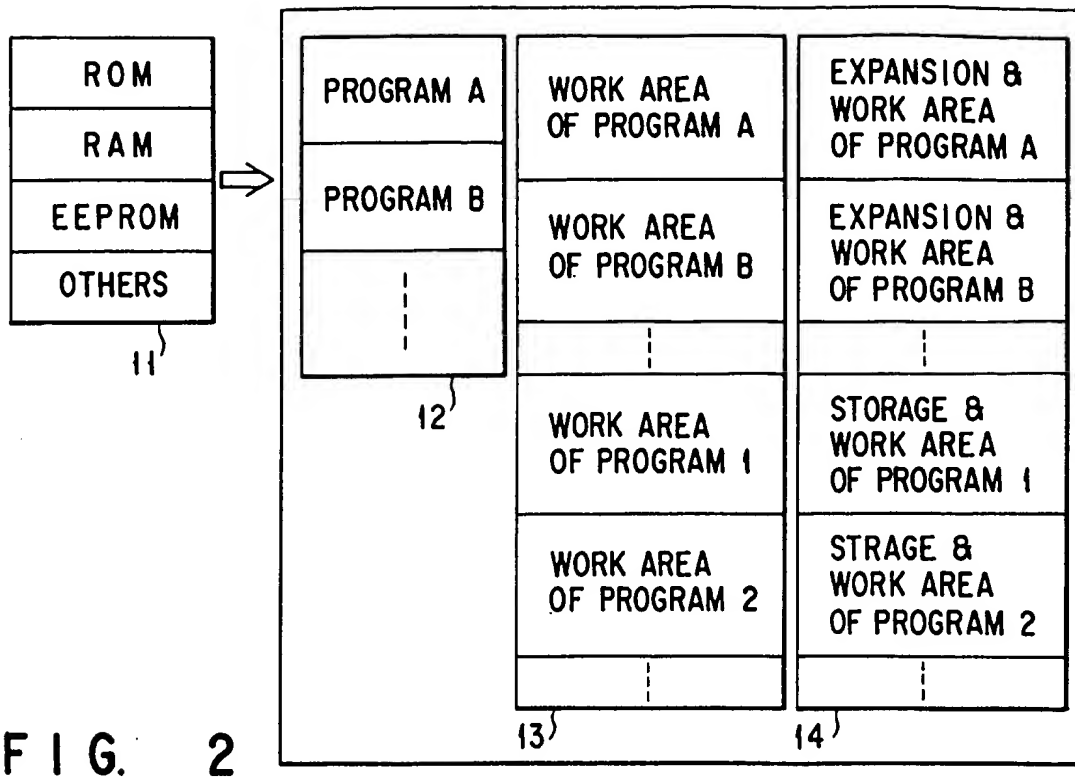 ROM
RAM
EEPROM
OTHERS
11
PROGRAM A
PROGRAM B
12
WORK AREA
OF PROGRAM A
WORK AREA
OF PROGRAM B
WORK AREA
OF PROGRAM 1
WORK AREA
OF PROGRAM 2
13
EXPANSION &
WORK AREA
OF PROGRAM A
EXPANSION &
WORK AREA
OF PROGRAM B
STORAGE &
WORK AREA
OF PROGRAM 1
STRAGE &
WORK AREA
OF PROGRAM 2
14
FIG. 2